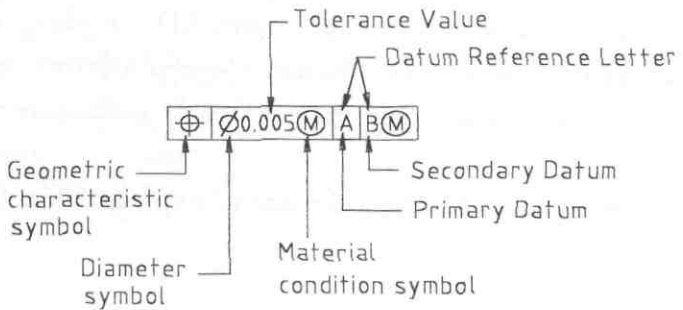 Tolerance Value
Datum Reference Letter
⌖ Ø0.005Ⓜ A BⓂ
Geometric
characteristic
symbol
Secondary Datum
Primary Datum
Diameter
symbol
Material
condition symbol